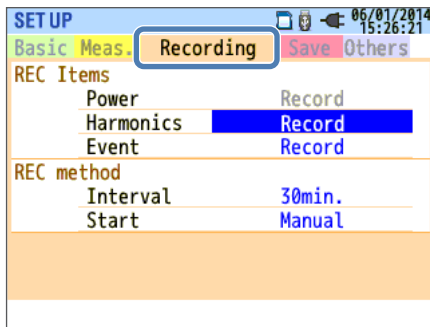 SET UP 06/01/2014
15:26:21
Basic Meas. Recording Save Others
REC Items
Power Record
Harmonics Record
Event Record
REC method
Interval 30min.
Start Manual